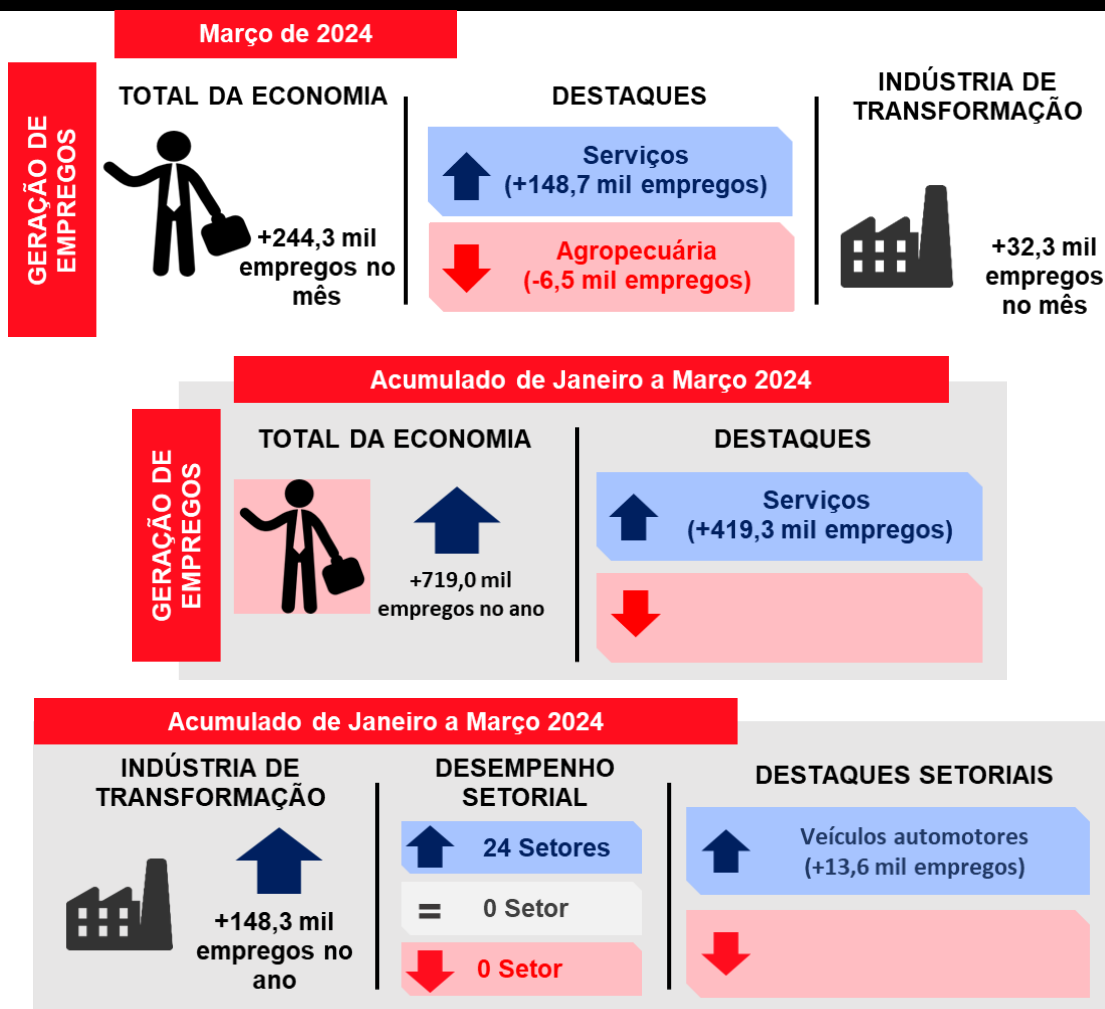 Março de 2024
GERAÇÃO DE
EMPREGOS
TOTAL DA ECONOMIA
+244,3 mil
empregos no
mês
DESTAQUES
Serviços
(+148,7 mil empregos)
Agropecuária
(-6,5 mil empregos)
INDÚSTRIA DE
TRANSFORMAÇÃO
+32,3 mil
empregos
no mês
Acumulado de Janeiro a Março 2024
GERAÇÃO DE
EMPREGOS
TOTAL DA ECONOMIA
+719,0 mil
empregos no ano
DESTAQUES
Serviços
(+419,3 mil empregos)
Acumulado de Janeiro a Março 2024
INDÚSTRIA DE
TRANSFORMAÇÃO
+148,3 mil
empregos no
ano
DESEMPENHO
SETORIAL
24 Setores
= 0 Setor
0 Setor
DESTAQUES SETORIAIS
Veículos automotores
(+13,6 mil empregos)